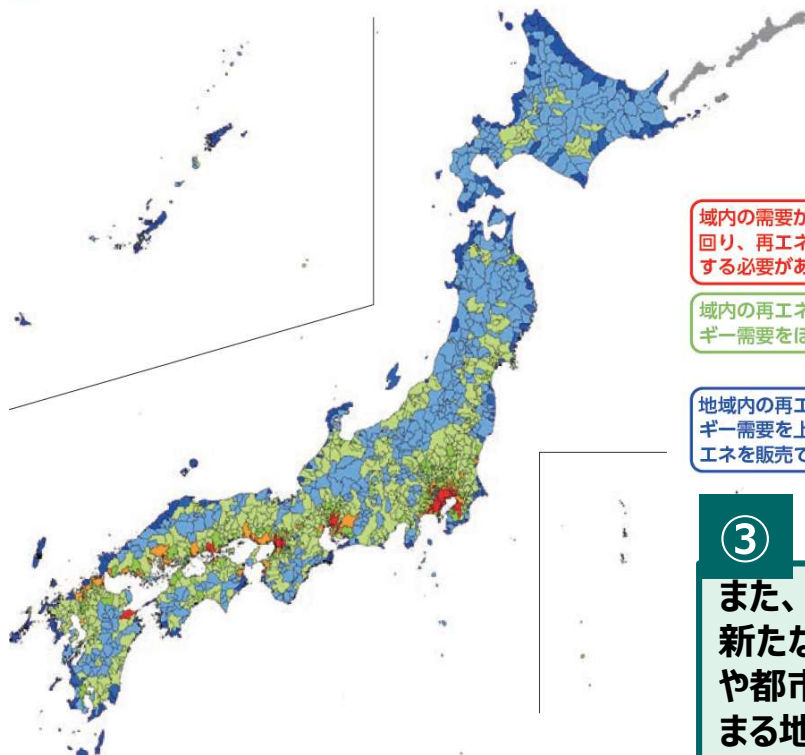 域内の需要が
回り、再エネ
する必要があ
域内の再エネ
ギー需要をほ
地域内の再エ
ギー需要を上
エネを販売で
③
また、
新たな
や都市
まる地